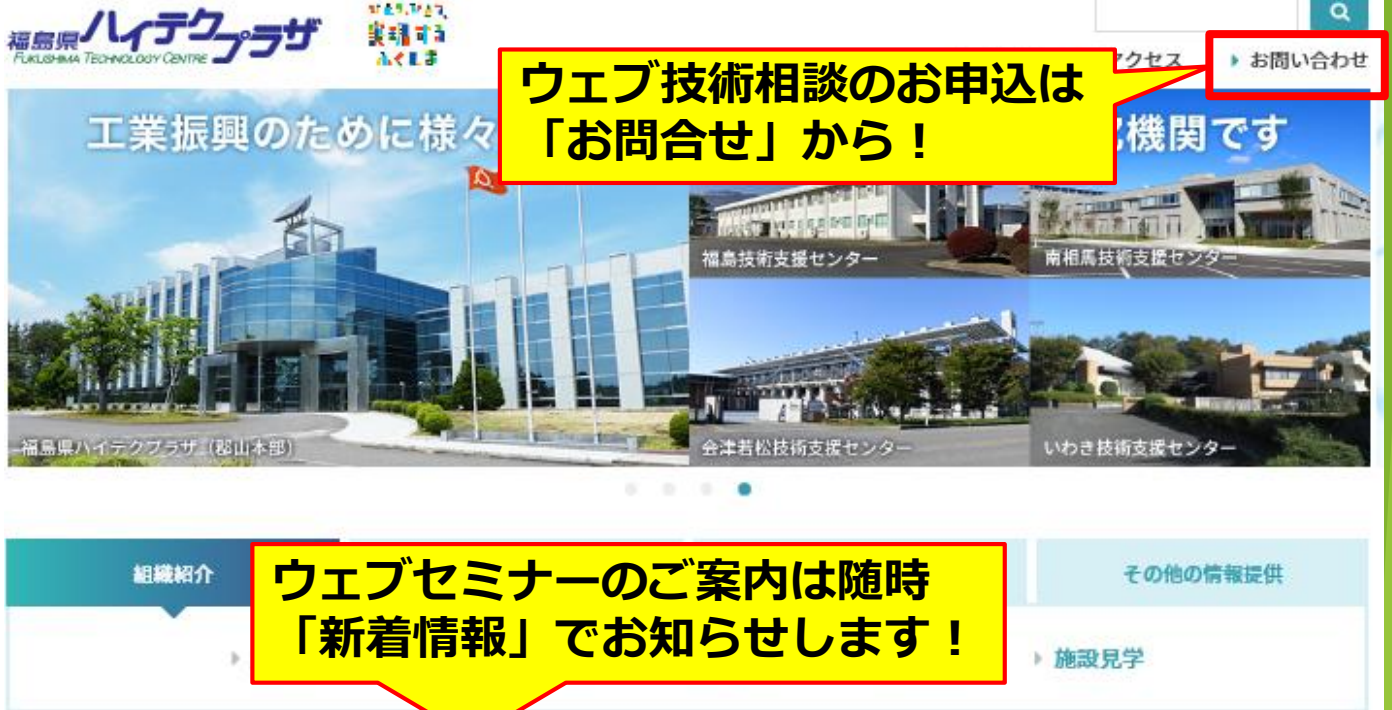 福島県ハイテクプラザ
FUKUSHIMA TECHNOLOGY CENTRE
実現する
ふくしま
アクセス
お問い合わせ
ウェブ技術相談のお申込は
「お問合せ」から！
工業振興のために様々
機関です
福島技術支援センター
南相馬技術支援センター
福島県ハイテクプラザ（郡山本部）
会津若松技術支援センター
いわき技術支援センター
組織紹介
その他の情報提供
ウェブセミナーのご案内は随時
「新着情報」でお知らせします！
施設見学